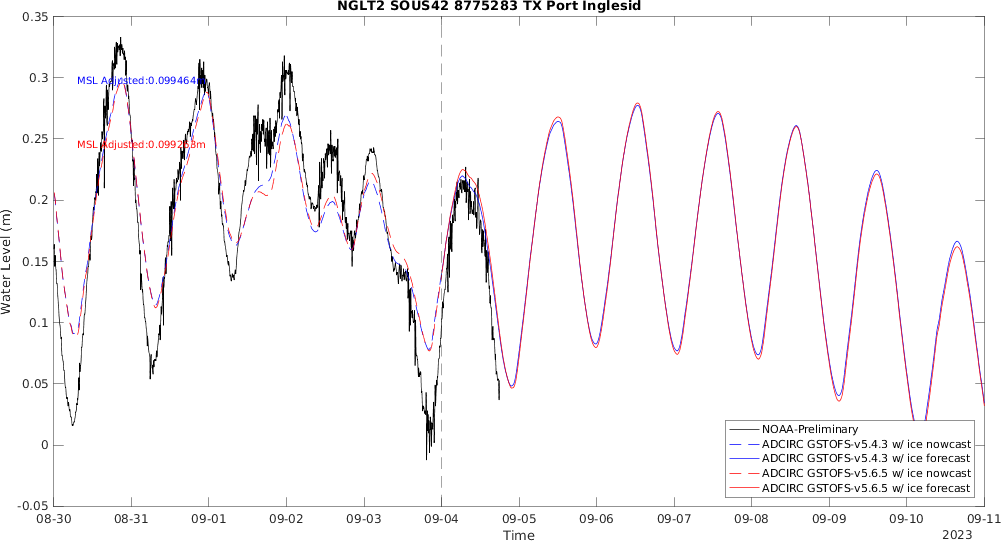 NGLT2 SOUS42 8775283 TX Port Inglesid
0.35
0.3
0.25
0.2
0.15
0.1
0.05
0
-0.05
Water Level (m)
MSL Adjusted:0.099464m
MSL Adjusted:
NOAA-Preliminary
ADCIRC GSTOFS-v5.4.3 w/ ice nowcast
ADCIRC GSTOFS-v5.4.3 w/ ice forecast
ADCIRC GSTOFS-v5.6.5 w/ ice nowcast
ADCIRC GSTOFS-v5.6.5 w/ ice forecast
08-30 08-31 09-01 09-02 09-03 09-04 09-05 09-06 09-07 09-08 09-09 09-10 09-11
Time
2023